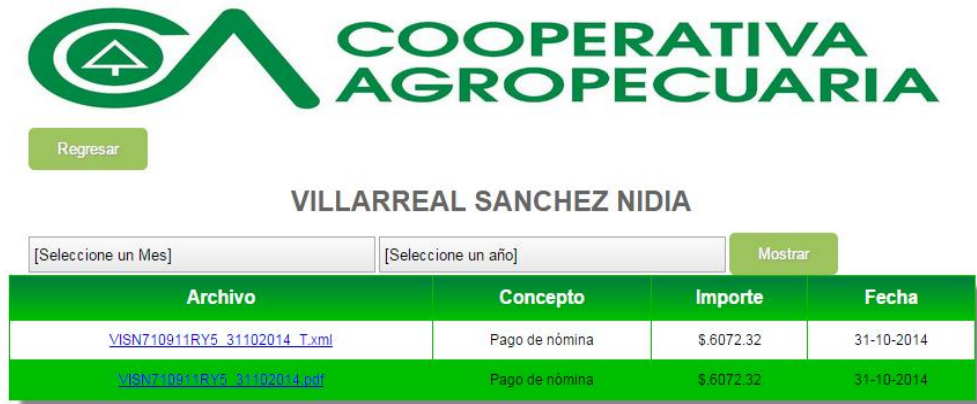 COOPERATIVA
AGROPECUARIA
Regresar
VILLARREAL SANCHEZ NIDIA
[Seleccione un Mes] [Seleccione un año] Mostrar
Archivo Concepto Importe Fecha
VISN710911RY5_31102014_T.xml Pago de nómina $.6072.32 31-10-2014
VISN710911RY5_31102014.pdf Pago de nómina $.6072.32 31-10-2014